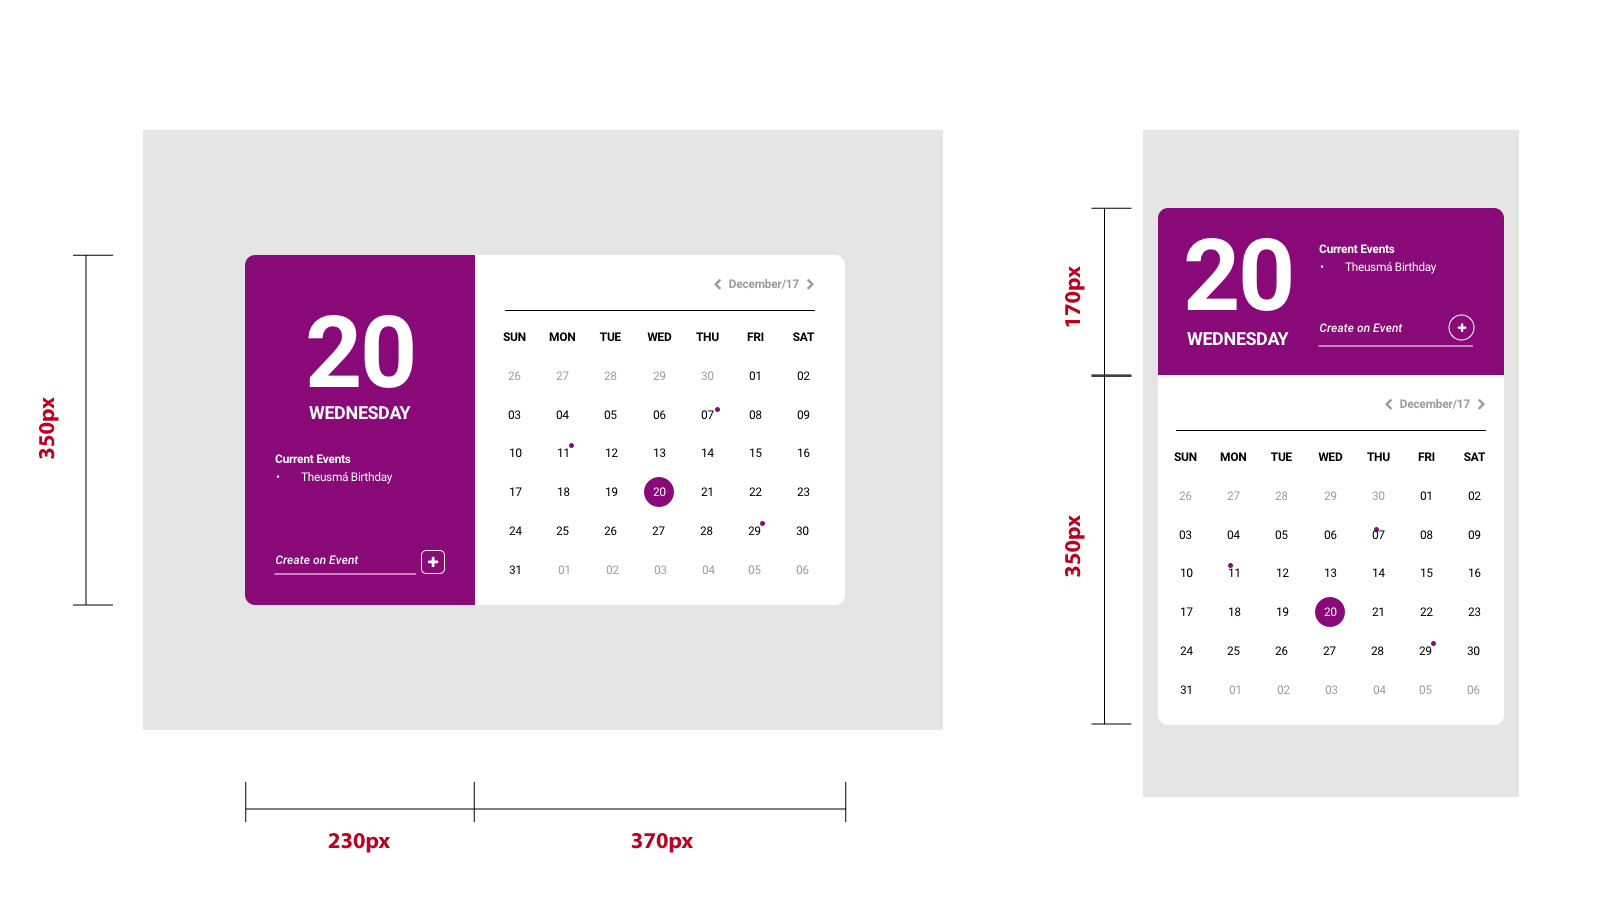 350px
20
WEDNESDAY
Current Events
• Theusmá Birthday
Create on Event
December/17
SUN MON TUE WED THU FRI SAT
26 27 28 29 30 01 02
03 04 05 06 07 08 09
10 11 12 13 14 15 16
17 18 19 20 21 22 23
24 25 26 27 28 29 30
31 01 02 03 04 05 06
230px
370px
170px
350px
20
WEDNESDAY
Current Events
• Theusmá Birthday
Create on Event
December/17
SUN MON TUE WED THU FRI SAT
26 27 28 29 30 01 02
03 04 05 06 07 08 09
10 11 12 13 14 15 16
17 18 19 20 21 22 23
24 25 26 27 28 29 30
31 01 02 03 04 05 06